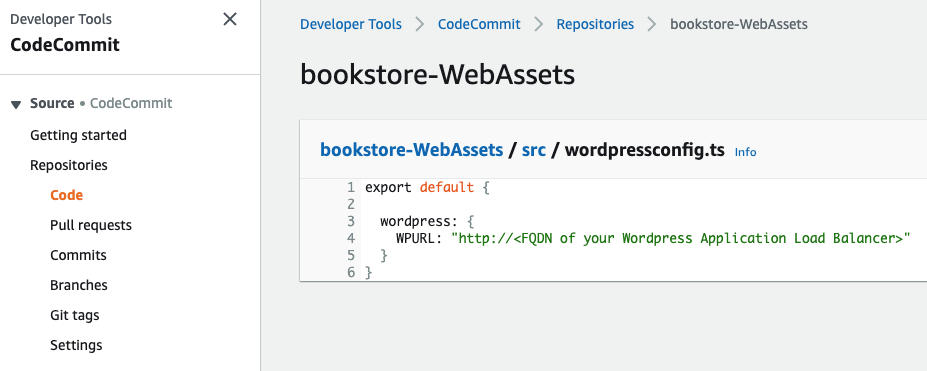 Developer Tools
CodeCommit
Source • CodeCommit
Getting started
Repositories
Code
Pull requests
Commits
Branches
Git tags
Settings
Developer Tools > CodeCommit > Repositories > bookstore-WebAssets
bookstore-WebAssets
bookstore-WebAssets / src / wordpressconfig.ts Info
1 export default {
2
3   wordpress: {
4     WPURL: "http://<FQDN of your Wordpress Application Load Balancer>"
5   }
6 }